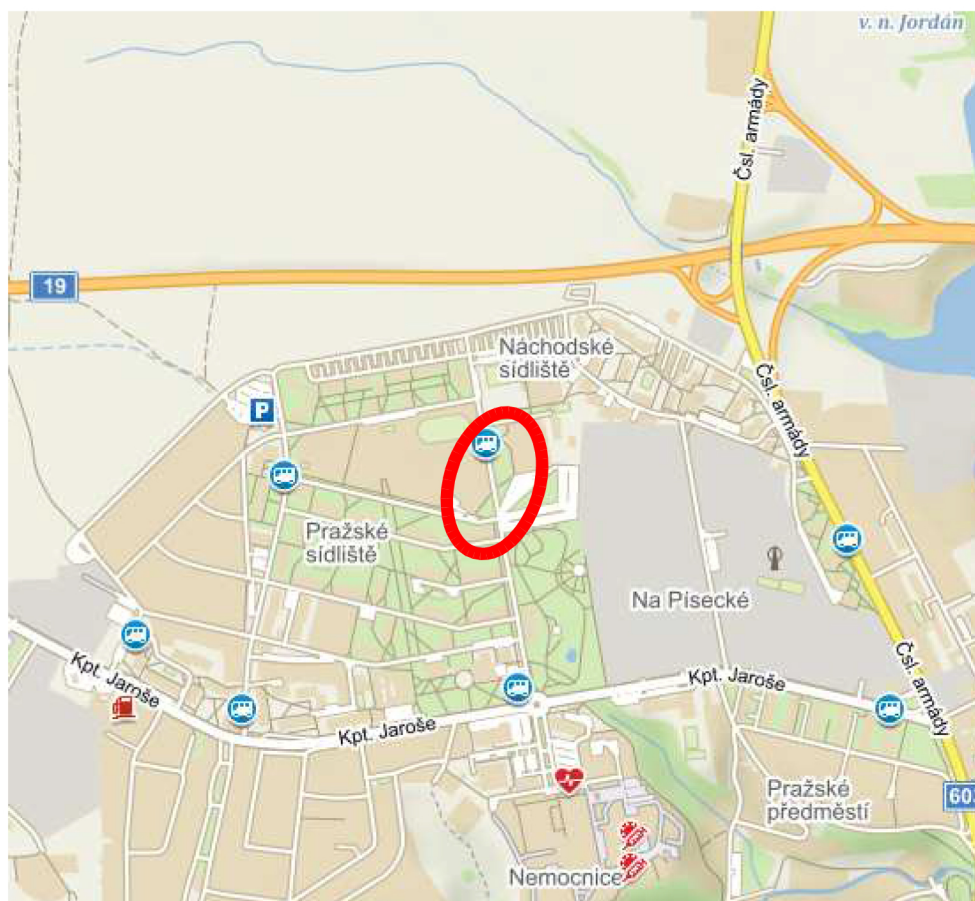 v. n. Jordán
Čsl. armády
19
Náchodské
sídliště
P
Čsl. armády
Pražské
sídliště
Na Písecké
Čsl. armády
Kpt. Jaroše
Kpt. Jaroše
Kpt. Jaroše
Pražské
předměstí
603
Nemocnice